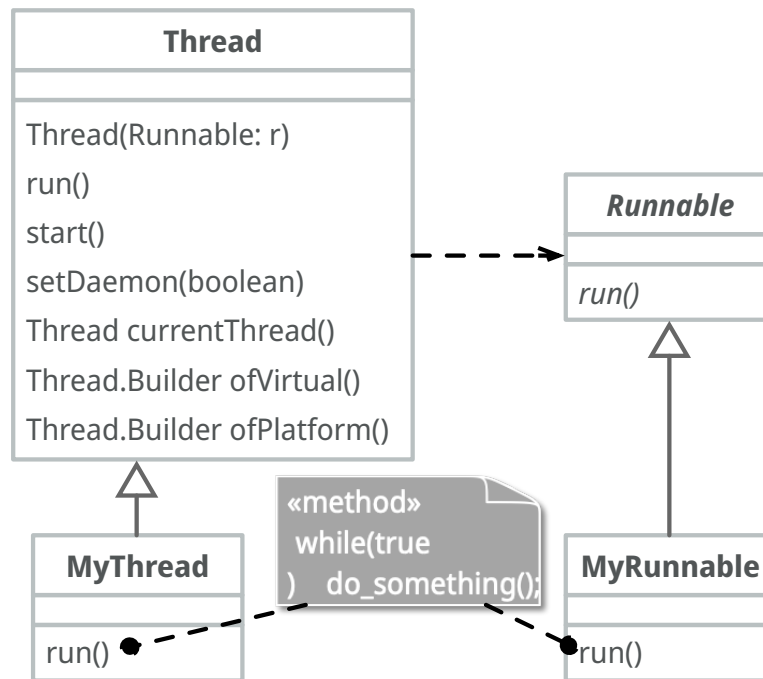 Thread
Thread(Runnable: r)
run()
start()
setDaemon(boolean)
Thread currentThread()
Thread.Builder ofVirtual()
Thread.Builder ofPlatform()
Runnable
run()
«method»
while(true
) do_something();
MyThread
run()
MyRunnable
run()